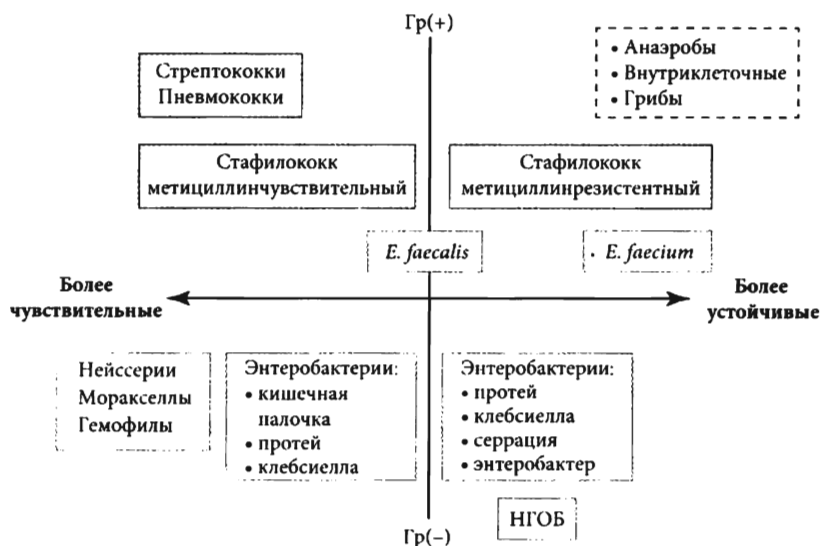 Гр(+)
Стрептококки
Пневмококки
• Анаэробы
• Внутриклеточные
• Грибы
Стафилококк
метициллинчувствительный
Стафилококк
метициллинрезистентный
E. faecalis
E. faecium
Более
чувствительные
Более
устойчивые
Нейссерии
Моракселлы
Гемофилы
Энтеробактерии:
• кишечная
палочка
• протей
• клебсиелла
Энтеробактерии:
• протей
• клебсиелла
• серрация
• энтеробактер
НГОБ
Гр(–)